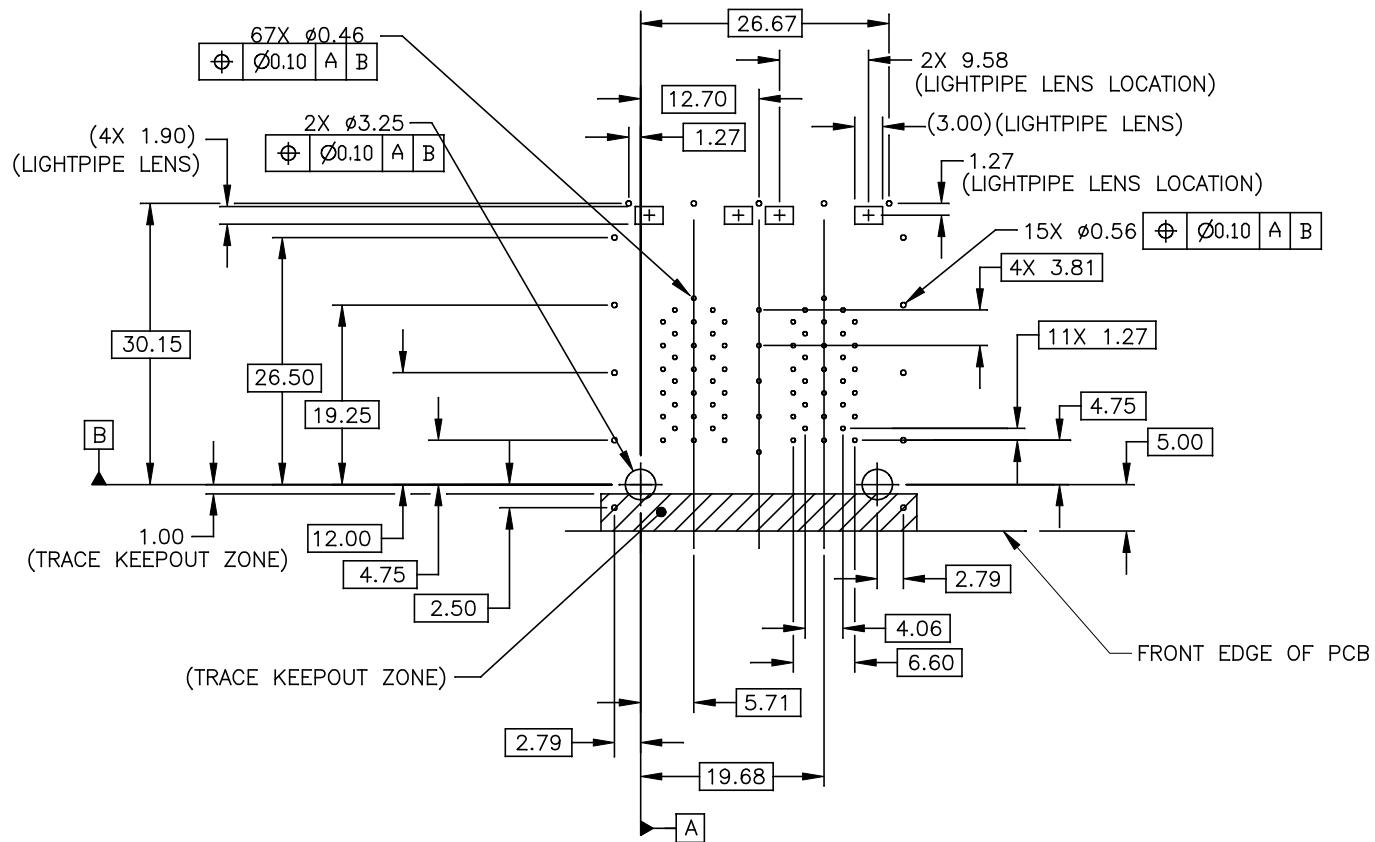 26.67
67X ø0.46
⌖ Ø0.10 A B
2X 9.58
(LIGHTPIPE LENS LOCATION)
12.70
2X ø3.25
(3.00)(LIGHTPIPE LENS)
(4X 1.90)
(LIGHTPIPE LENS)
1.27
⌖ Ø0.10 A B
1.27
(LIGHTPIPE LENS LOCATION)
15X ø0.56 ⌖ Ø0.10 A B
4X 3.81
30.15
11X 1.27
26.50
19.25
4.75
B
5.00
1.00
(TRACE KEEPOUT ZONE)
12.00
4.75
2.79
2.50
4.06
FRONT EDGE OF PCB
6.60
(TRACE KEEPOUT ZONE)
5.71
2.79
19.68
A